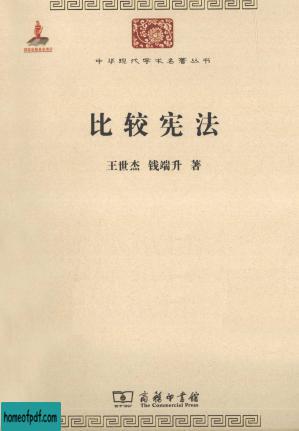 中华现代学术名著丛书
比较宪法
王世杰 钱端升 著
商务印书馆
The Commercial Press
homeofpdf.com